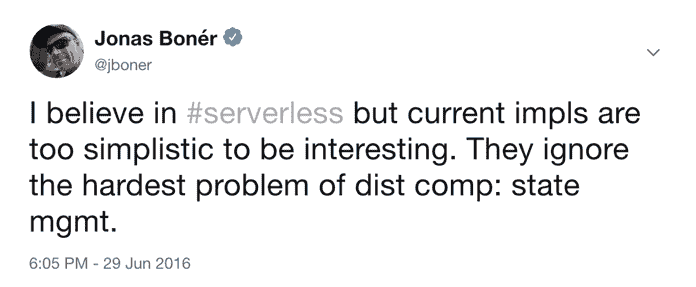 Jonas Bonér
@jboner
I believe in #serverless but current impls are
too simplistic to be interesting. They ignore
the hardest problem of dist comp: state
mgmt.
6:05 PM - 29 Jun 2016